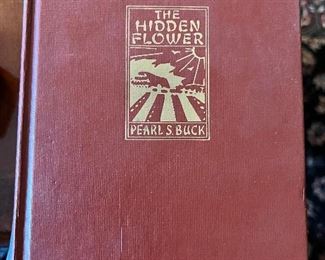 THE
HIDDEN
FLOWER
PEARL S. BUCK